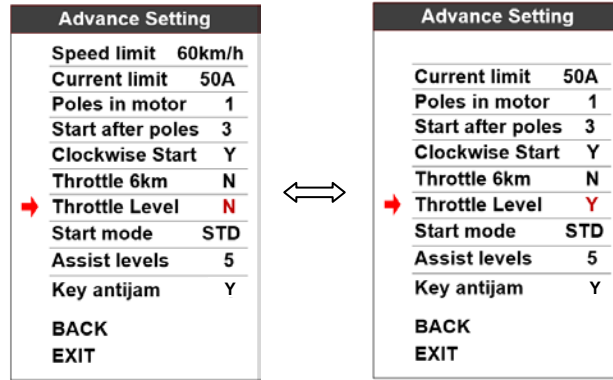 Advance Setting
Speed limit 60km/h
Current limit 50A
Poles in motor 1
Start after poles 3
Clockwise Start Y
Throttle 6km N
Throttle Level N
Start mode STD
Assist levels 5
Key antijam Y
BACK
EXIT
Advance Setting
Current limit 50A
Poles in motor 1
Start after poles 3
Clockwise Start Y
Throttle 6km N
Throttle Level Y
Start mode STD
Assist levels 5
Key antijam Y
BACK
EXIT